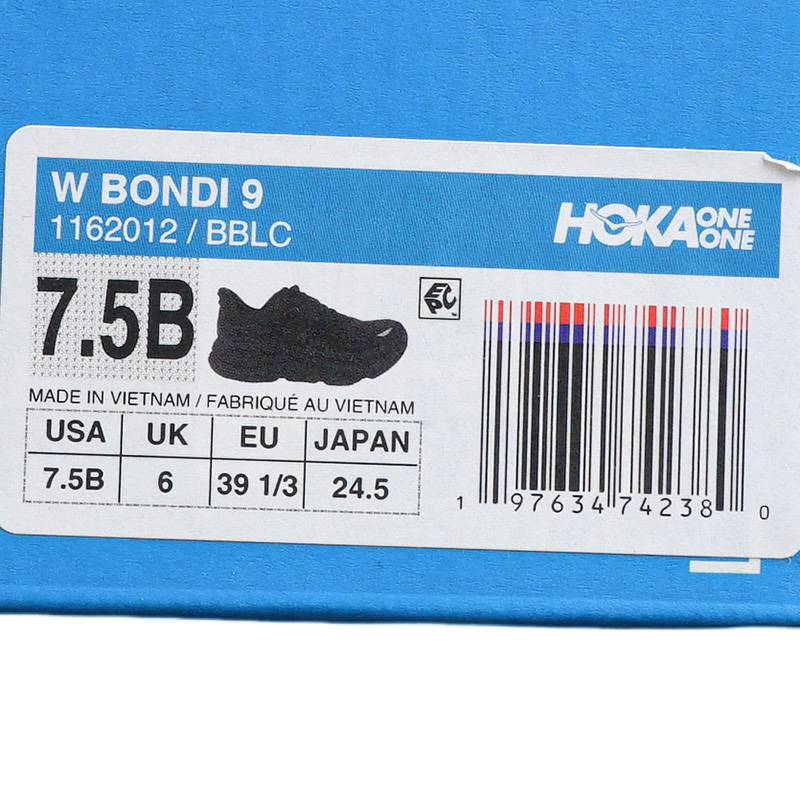 W BONDI 9
1162012 / BBLC
HOKA ONE ONE
7.5B
EPC
MADE IN VIETNAM / FABRIQUÉ AU VIETNAM
USA UK EU JAPAN
7.5B 6 39 1/3 24.5
1 97634 74238 0